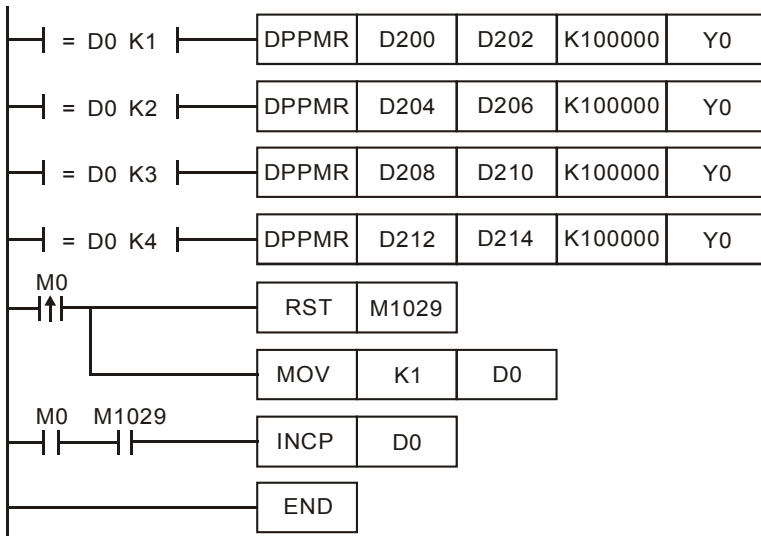 = D0 K1 DPPMR D200 D202 K100000 Y0
= D0 K2 DPPMR D204 D206 K100000 Y0
= D0 K3 DPPMR D208 D210 K100000 Y0
= D0 K4 DPPMR D212 D214 K100000 Y0
M0
RST M1029
MOV K1 D0
M0 M1029
INCP D0
END